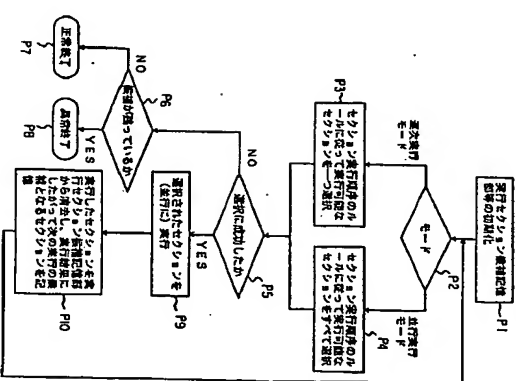 実行セクション候補記憶
部等の初期化
P1
モード
P2
逐次実行
モード
並行実行
モード
セクション実行順序のル
ールに従って実行可能な
セクションを一つ選択
P3
セクション実行順序のル
ールに従って実行可能な
セクションをすべて選択
P4
選択に成功したか
P5
NO
YES
候補が残っているか
P6
NO
YES
正常終了
P7
異常終了
P8
選択されたセクションを
(並行に)実行
P9
実行したセクションを実
行セクション候補記憶部
から消去し、実行結果に
したがって次の実行の候
補となるセクションを記
憶
P10